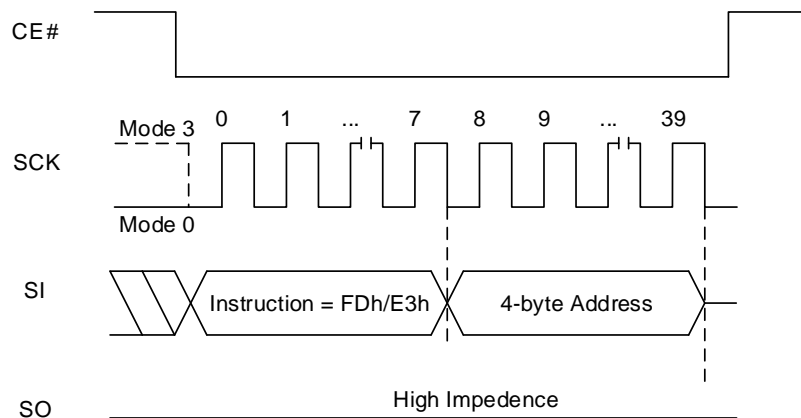 CE#
0 1 ... 7 8 9 ... 39
Mode 3
SCK
Mode 0
SI
Instruction = FDh/E3h
4-byte Address
High Impedence
SO